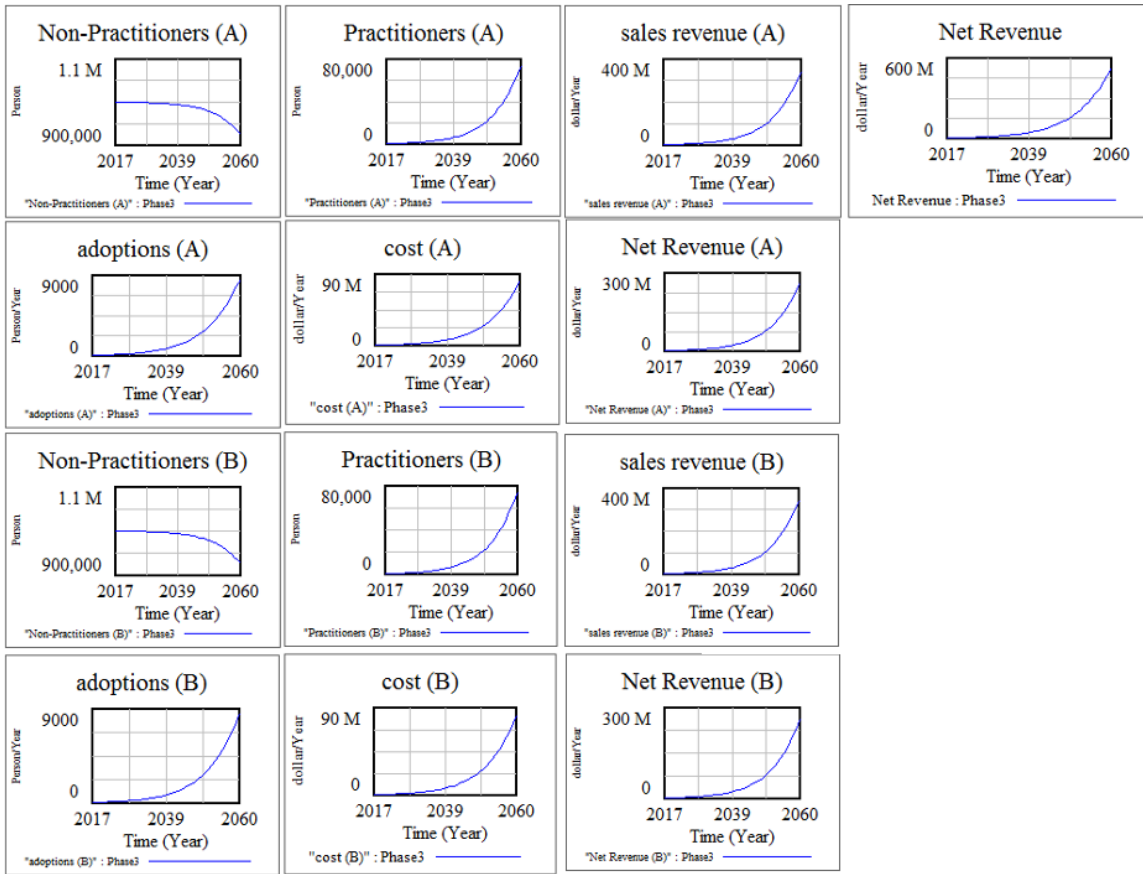 Non-Practitioners (A)
1.1 M
Person
900,000
2017 2039 2060
Time (Year)
"Non-Practitioners (A)" : Phase3
Practitioners (A)
80,000
Person
0
2017 2039 2060
Time (Year)
"Practitioners (A)" : Phase3
sales revenue (A)
400 M
dollar/Year
0
2017 2039 2060
Time (Year)
"sales revenue (A)" : Phase3
Net Revenue
600 M
dollar/Year
0
2017 2039 2060
Time (Year)
Net Revenue : Phase3
adoptions (A)
9000
Person/Year
0
2017 2039 2060
Time (Year)
"adoptions (A)" : Phase3
cost (A)
90 M
dollar/Year
0
2017 2039 2060
Time (Year)
"cost (A)" : Phase3
Net Revenue (A)
300 M
dollar/Year
0
2017 2039 2060
Time (Year)
"Net Revenue (A)" : Phase3
Non-Practitioners (B)
1.1 M
Person
900,000
2017 2039 2060
Time (Year)
"Non-Practitioners (B)" : Phase3
Practitioners (B)
80,000
Person
0
2017 2039 2060
Time (Year)
"Practitioners (B)" : Phase3
sales revenue (B)
400 M
dollar/Year
0
2017 2039 2060
Time (Year)
"sales revenue (B)" : Phase3
adoptions (B)
9000
Person/Year
0
2017 2039 2060
Time (Year)
"adoptions (B)" : Phase3
cost (B)
90 M
dollar/Year
0
2017 2039 2060
Time (Year)
"cost (B)" : Phase3
Net Revenue (B)
300 M
dollar/Year
0
2017 2039 2060
Time (Year)
"Net Revenue (B)" : Phase3